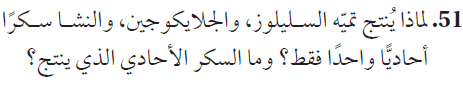 51. لماذا يُنتج تميّه السليلوز، والجلايكوجين، والنشا سكرًا
أحاديًّا واحدًا فقط؟ وما السكر الأحادي الذي ينتج؟